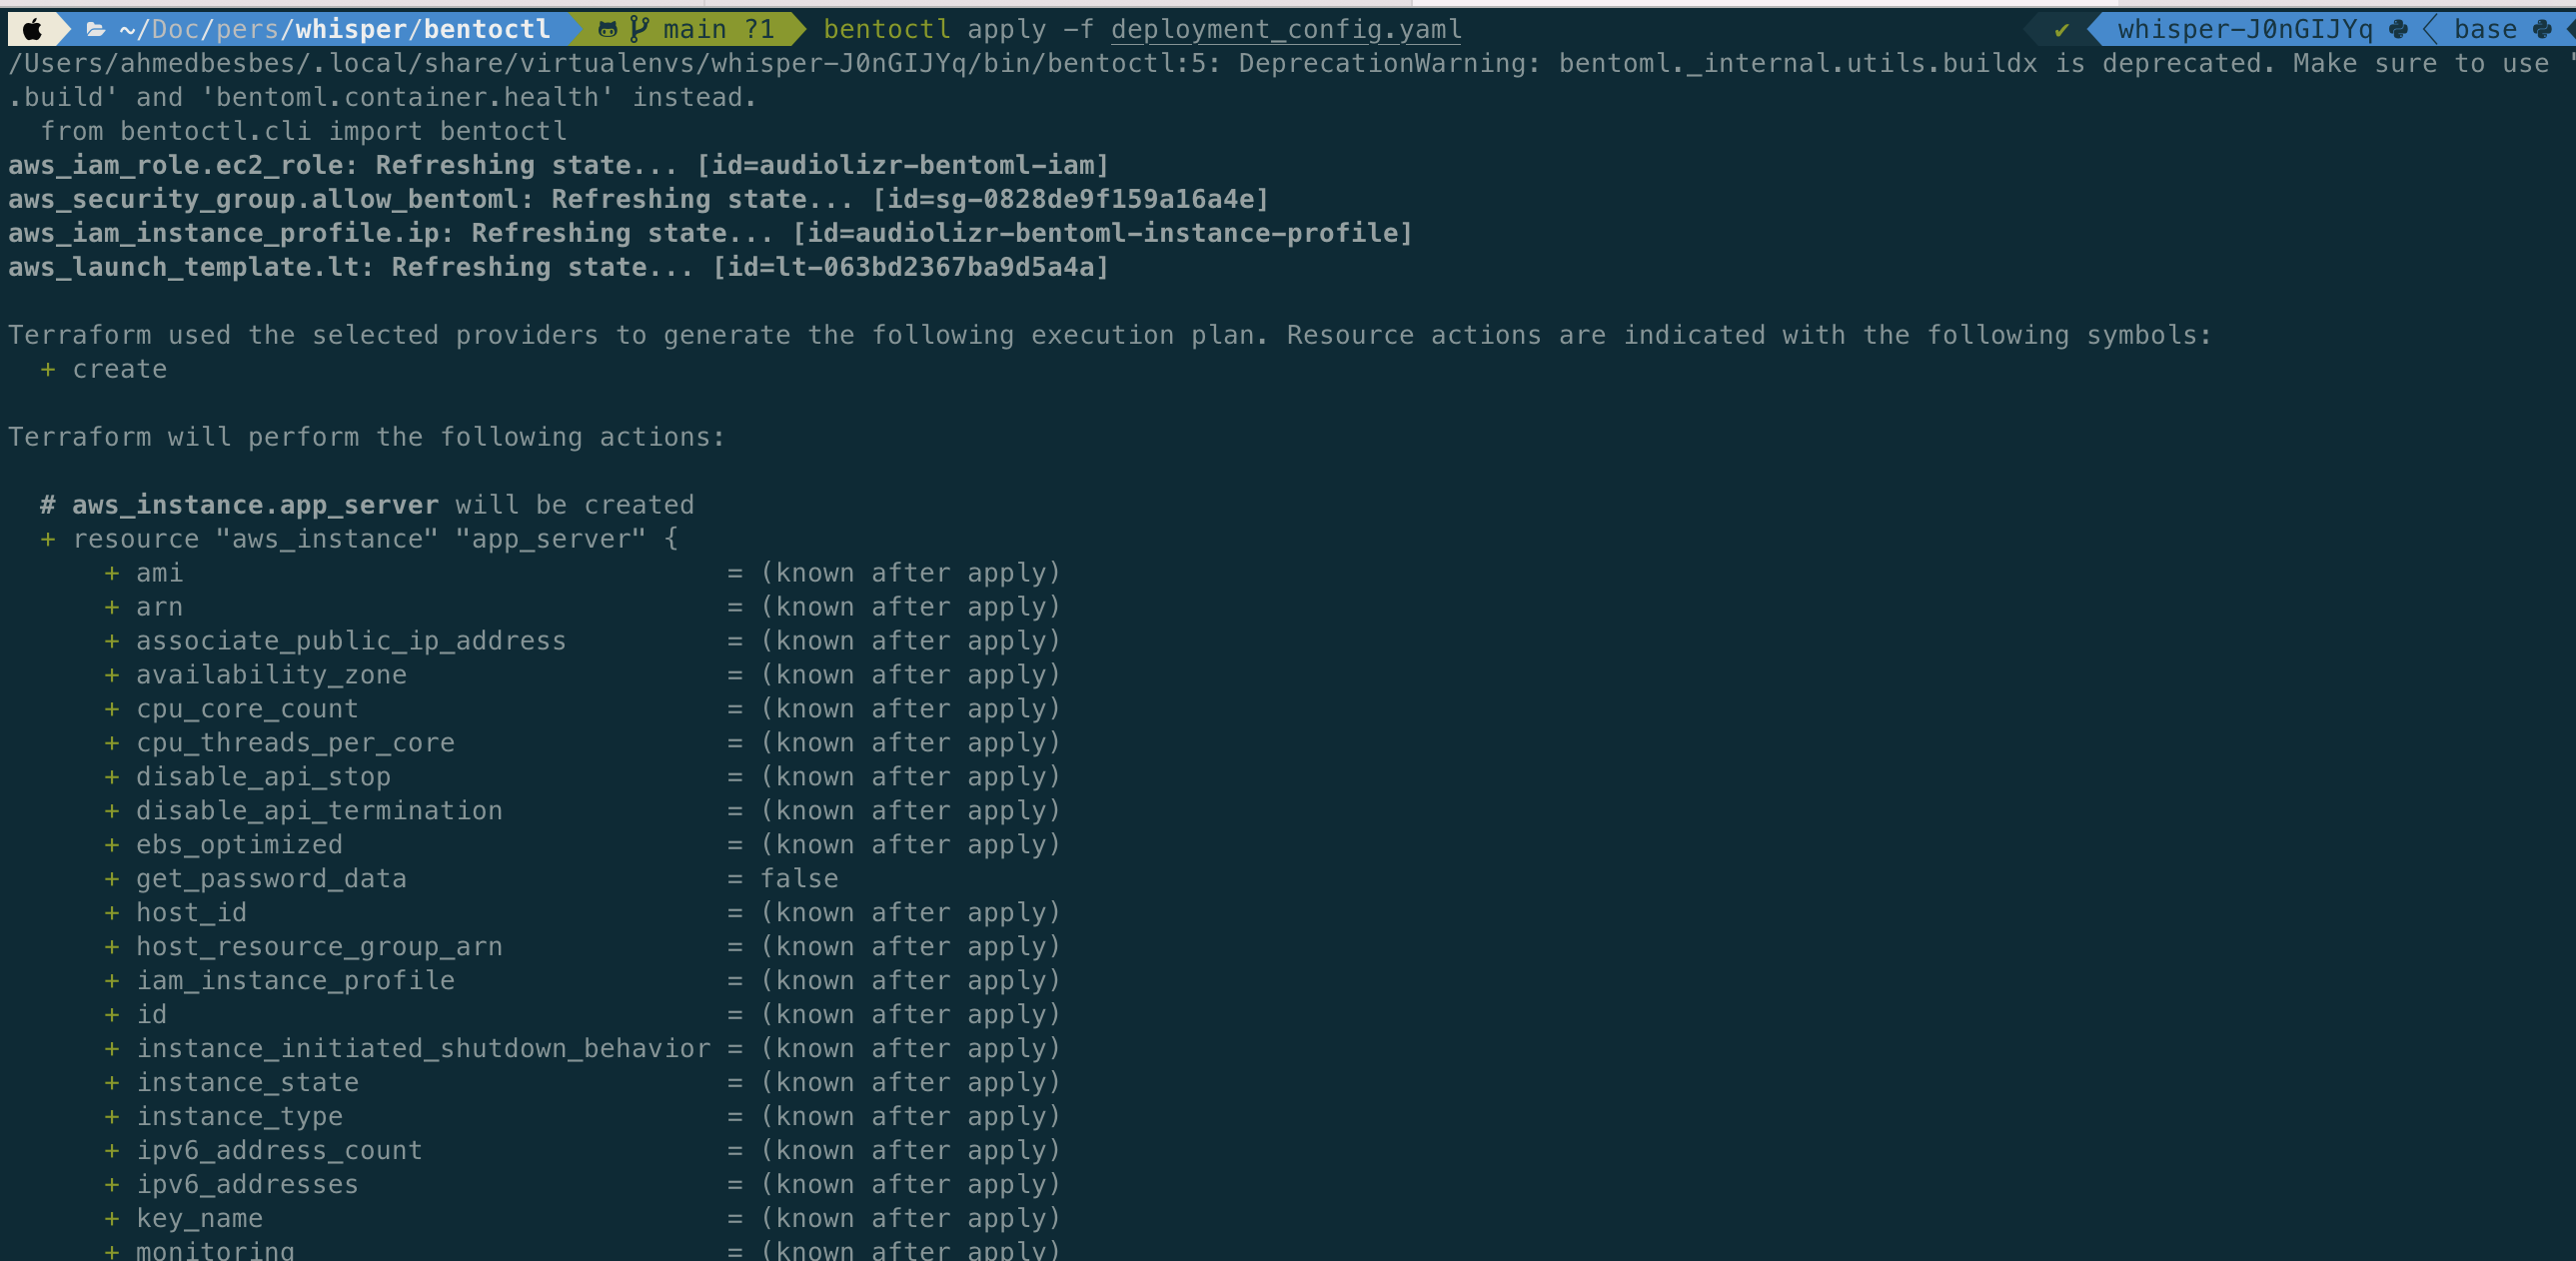 ~/Doc/pers/whisper/bentoctl main ?1 bentoctl apply -f deployment_config.yaml ✔ whisper-J0nGIJYq base
/Users/ahmedbesbes/.local/share/virtualenvs/whisper-J0nGIJYq/bin/bentoctl:5: DeprecationWarning: bentoml._internal.utils.buildx is deprecated. Make sure to use '
.build' and 'bentoml.container.health' instead.
  from bentoctl.cli import bentoctl
aws_iam_role.ec2_role: Refreshing state... [id=audiolizr-bentoml-iam]
aws_security_group.allow_bentoml: Refreshing state... [id=sg-0828de9f159a16a4e]
aws_iam_instance_profile.ip: Refreshing state... [id=audiolizr-bentoml-instance-profile]
aws_launch_template.lt: Refreshing state... [id=lt-063bd2367ba9d5a4a]
Terraform used the selected providers to generate the following execution plan. Resource actions are indicated with the following symbols:
  + create
Terraform will perform the following actions:
  # aws_instance.app_server will be created
  + resource "aws_instance" "app_server" {
      + ami                                  = (known after apply)
      + arn                                  = (known after apply)
      + associate_public_ip_address          = (known after apply)
      + availability_zone                    = (known after apply)
      + cpu_core_count                       = (known after apply)
      + cpu_threads_per_core                 = (known after apply)
      + disable_api_stop                     = (known after apply)
      + disable_api_termination              = (known after apply)
      + ebs_optimized                        = (known after apply)
      + get_password_data                    = false
      + host_id                              = (known after apply)
      + host_resource_group_arn              = (known after apply)
      + iam_instance_profile                 = (known after apply)
      + id                                   = (known after apply)
      + instance_initiated_shutdown_behavior = (known after apply)
      + instance_state                       = (known after apply)
      + instance_type                        = (known after apply)
      + ipv6_address_count                   = (known after apply)
      + ipv6_addresses                       = (known after apply)
      + key_name                             = (known after apply)
      + monitoring                           = (known after apply)